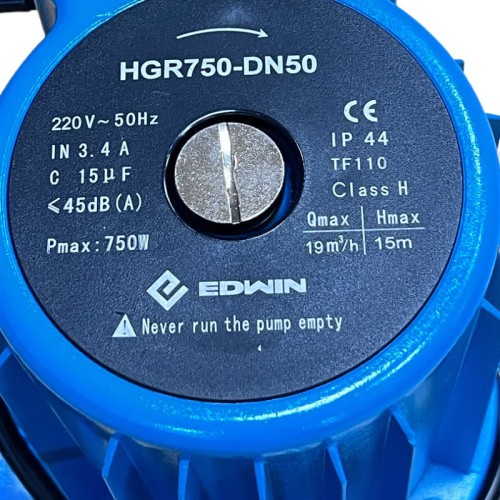 HGR750-DN50
220V~50Hz
IN 3.4 A
C 15μF
≤45dB(A)
Pmax:750W
CE
IP 44
TF110
Class H
Qmax Hmax
19m³/h 15m
EDWIN
Never run the pump empty